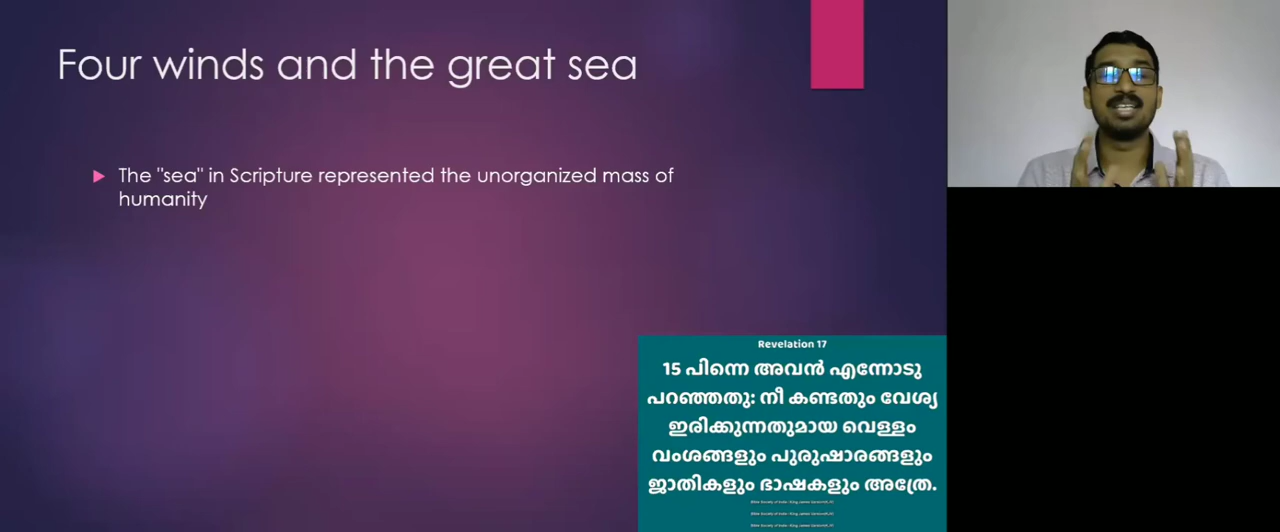 Four winds and the great sea
The "sea" in Scripture represented the unorganized mass of
humanity
Revelation 17
15 പിന്നെ അവൻ എന്നോടു
പറഞ്ഞതു: നീ കണ്ടതും വേശ്യ
ഇരിക്കുന്നതുമായ വെള്ളം
വംശങ്ങളും പുരുഷാരങ്ങളും
ജാതികളും ഭാഷകളും അത്രേ.